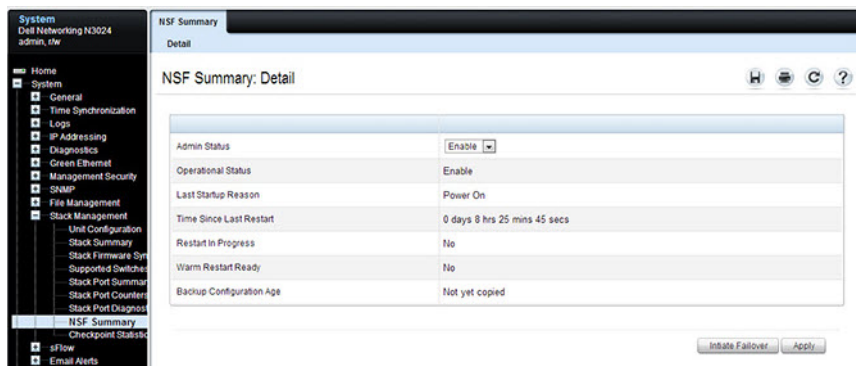 System
Dell Networking N3024
admin, r/w
Home
System
General
Time Synchronization
Logs
IP Addressing
Diagnostics
Green Ethernet
Management Security
SNMP
File Management
Stack Management
Unit Configuration
Stack Summary
Stack Firmware Syn
Supported Switches
Stack Port Summar
Stack Port Counters
Stack Port Diagnost
NSF Summary
Checkpoint Statistic
sFlow
Email Alerts
NSF Summary
Detail
NSF Summary: Detail
Admin Status Enable
Operational Status Enable
Last Startup Reason Power On
Time Since Last Restart 0 days 8 hrs 25 mins 45 secs
Restart In Progress No
Warm Restart Ready No
Backup Configuration Age Not yet copied
Intiate Failover Apply